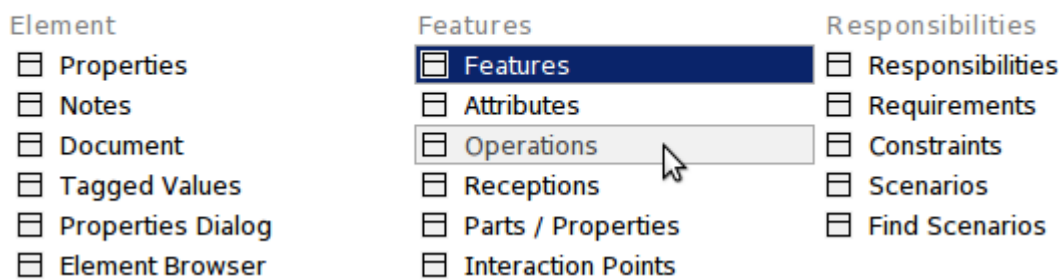 Element
Properties
Notes
Document
Tagged Values
Properties Dialog
Element Browser
Features
Features
Attributes
Operations
Receptions
Parts / Properties
Interaction Points
Responsibilities
Responsibilities
Requirements
Constraints
Scenarios
Find Scenarios